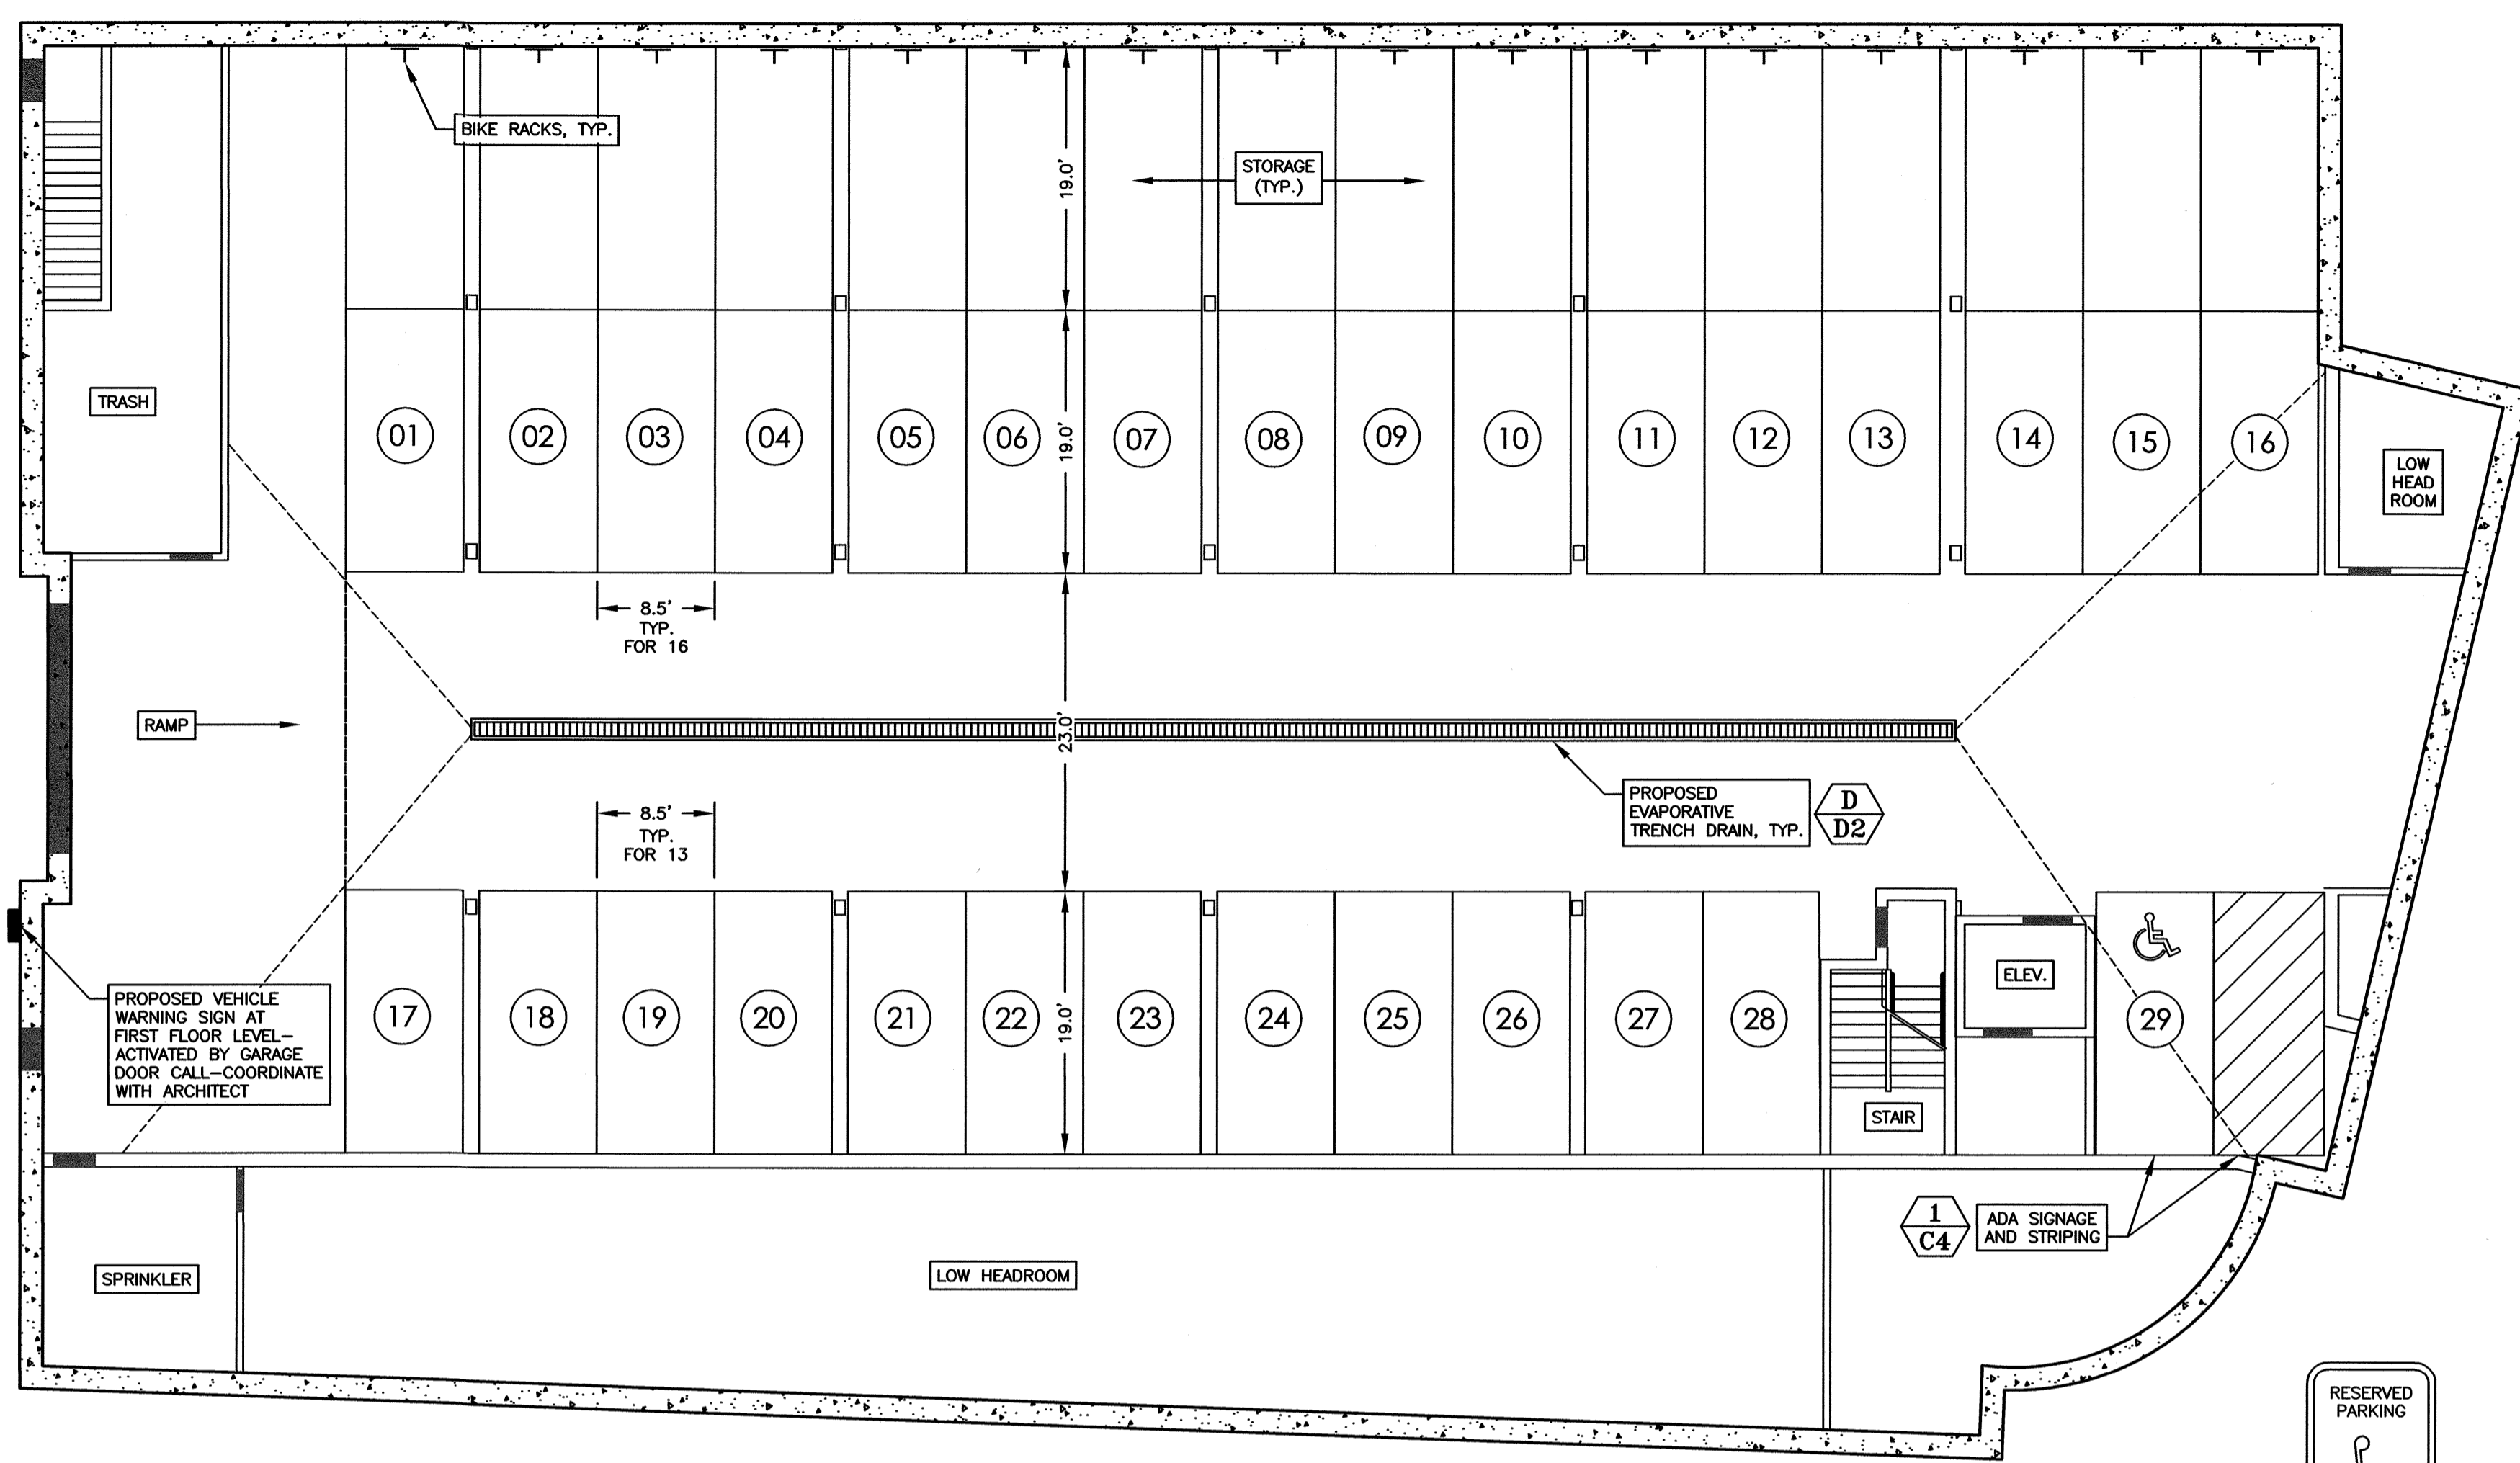 BIKE RACKS, TYP.
19.0'
STORAGE
(TYP.)
TRASH
01
02
03
04
05
06
19.0'
07
08
09
10
11
12
13
14
15
16
LOW
HEAD
ROOM
8.5'
TYP.
FOR 16
RAMP
23.0'
PROPOSED
EVAPORATIVE
TRENCH DRAIN, TYP.
D
D2
8.5'
TYP.
FOR 13
PROPOSED VEHICLE
WARNING SIGN AT
FIRST FLOOR LEVEL-
ACTIVATED BY GARAGE
DOOR CALL-COORDINATE
WITH ARCHITECT
17
18
19
20
21
22
19.0'
23
24
25
26
27
28
ELEV.
29
STAIR
1
C4
ADA SIGNAGE
AND STRIPING
SPRINKLER
LOW HEADROOM
RESERVED
PARKING